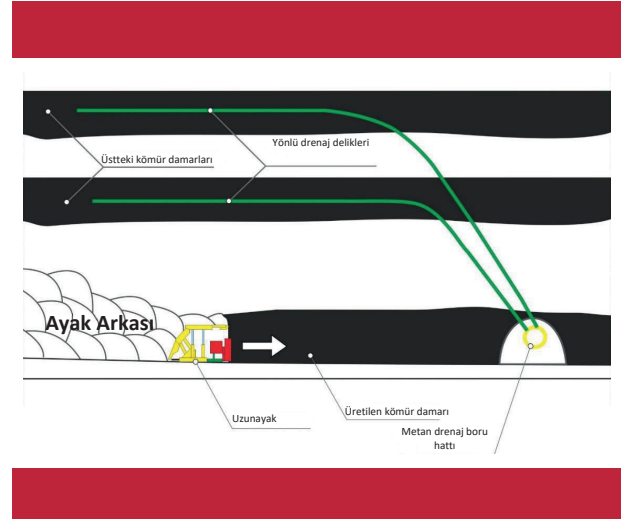 Yönlü drenaj delikleri
Üstteki kömür damarları
Ayak Arkası
Uzunayak
Üretilen kömür damarı
Metan drenaj boru
hattı